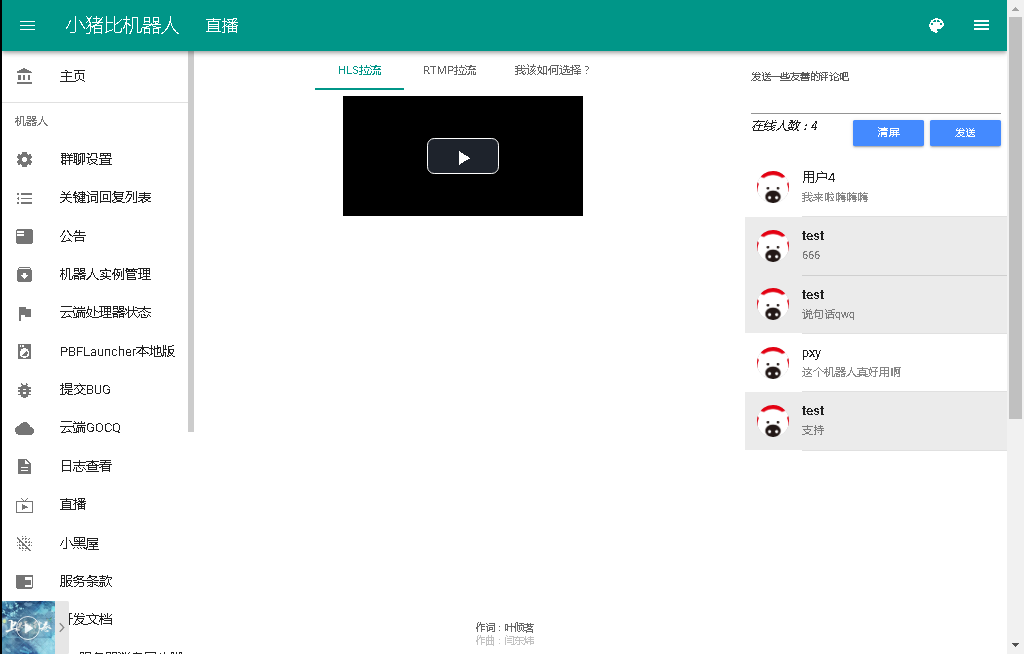 小猪比机器人
直播
主页
机器人
群聊设置
关键词回复列表
公告
机器人实例管理
云端处理器状态
PBFLauncher本地版
提交BUG
云端GOCQ
日志查看
直播
小黑屋
服务条款
开发文档
HLS拉流
RTMP拉流
我该如何选择？
发送一些友善的评论吧
在线人数：4
清屏
发送
用户4
我来啦嗨嗨嗨
test
666
test
说句话qwq
pxy
这个机器人真好用啊
test
支持
作词：叶倾茗
作曲：闫东炜